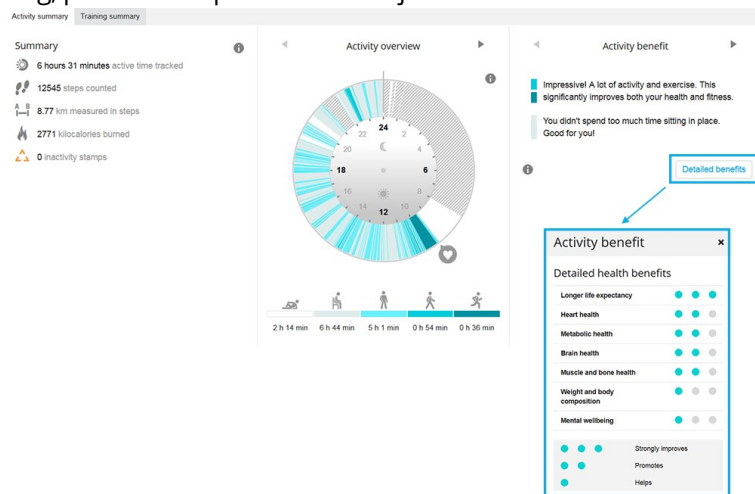 Activity summary
Training summary
Summary
6 hours 31 minutes active time tracked
12545 steps counted
A B
8.77 km measured in steps
2771 kilocalories burned
0 inactivity stamps
Activity overview
24
2
4
6
8
10
12
14
16
18
20
22
2 h 14 min
6 h 44 min
5 h 1 min
0 h 54 min
0 h 36 min
Activity benefit
Impressive! A lot of activity and exercise. This
significantly improves both your health and fitness.
You didn't spend too much time sitting in place.
Good for you!
Detailed benefits
Activity benefit
×
Detailed health benefits
Longer life expectancy
Heart health
Metabolic health
Brain health
Muscle and bone health
Weight and body
composition
Mental wellbeing
Strongly improves
Promotes
Helps